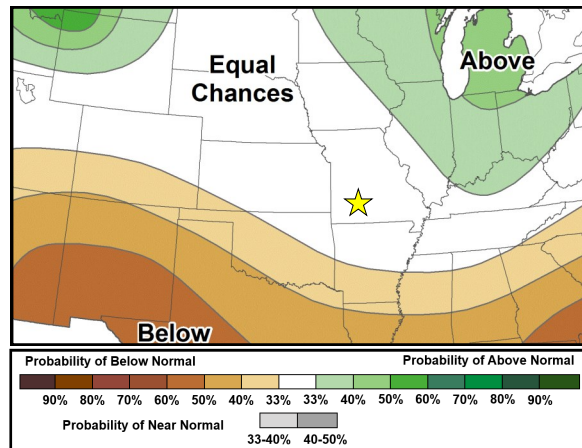 Equal
Chances
Above
Below
Probability of Below Normal
Probability of Above Normal
90% 80% 70% 60% 50% 40% 33% 33% 40% 50% 60% 70% 80% 90%
Probability of Near Normal
33-40% 40-50%